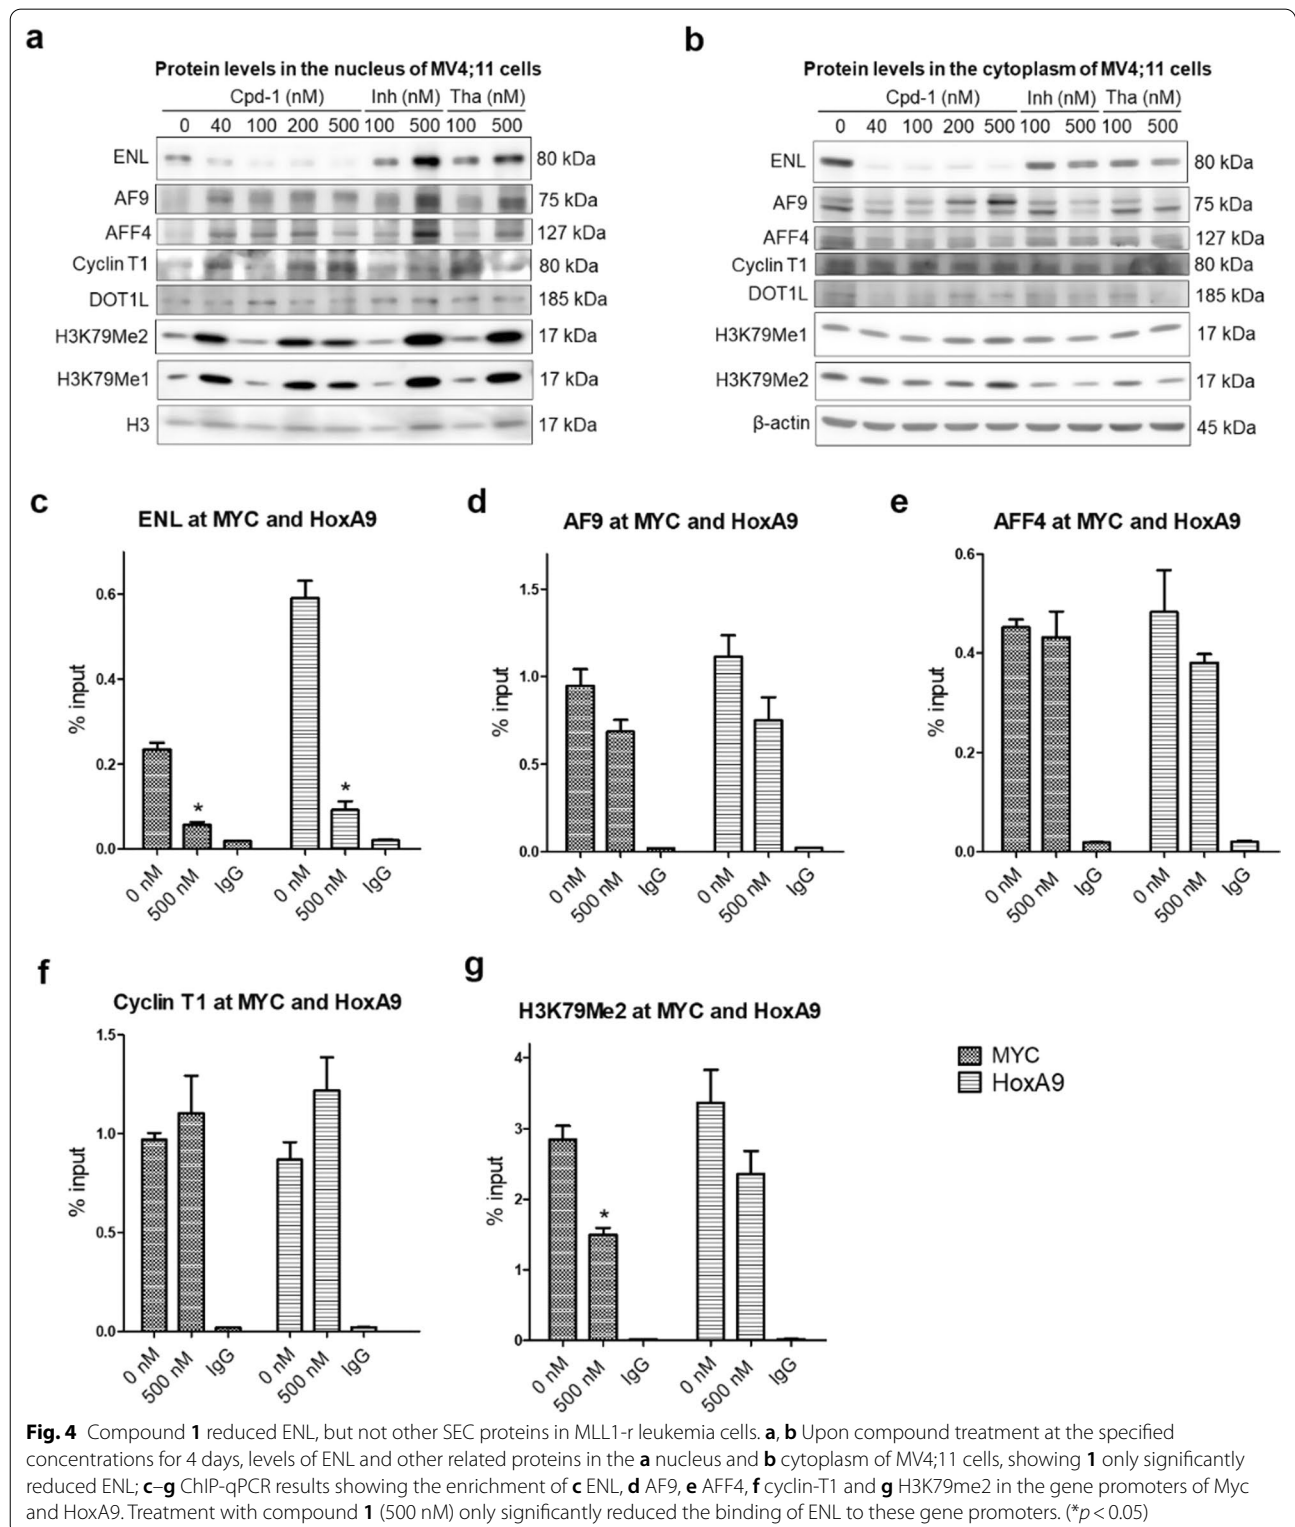 a
Protein levels in the nucleus of MV4;11 cells
Cpd-1 (nM) Inh (nM) Tha (nM)
0 40 100 200 500 100 500 100 500
ENL 80 kDa
AF9 75 kDa
AFF4 127 kDa
Cyclin T1 80 kDa
DOT1L 185 kDa
H3K79Me2 17 kDa
H3K79Me1 17 kDa
H3 17 kDa
b
Protein levels in the cytoplasm of MV4;11 cells
Cpd-1 (nM) Inh (nM) Tha (nM)
0 40 100 200 500 100 500 100 500
ENL 80 kDa
AF9 75 kDa
AFF4 127 kDa
Cyclin T1 80 kDa
DOT1L 185 kDa
H3K79Me1 17 kDa
H3K79Me2 17 kDa
β-actin 45 kDa
c
ENL at MYC and HoxA9
% input
0.6
0.4
0.2
0.0
* *
0 nM 500 nM IgG 0 nM 500 nM IgG
d
AF9 at MYC and HoxA9
% input
1.5
1.0
0.5
0.0
0 nM 500 nM IgG 0 nM 500 nM IgG
e
AFF4 at MYC and HoxA9
% input
0.6
0.4
0.2
0.0
0 nM 500 nM IgG 0 nM 500 nM IgG
f
Cyclin T1 at MYC and HoxA9
% input
1.5
1.0
0.5
0.0
0 nM 500 nM IgG 0 nM 500 nM IgG
g
H3K79Me2 at MYC and HoxA9
% input
4
3
2
1
0
*
0 nM 500 nM IgG 0 nM 500 nM IgG
MYC
HoxA9
Fig. 4 Compound 1 reduced ENL, but not other SEC proteins in MLL1-r leukemia cells. a, b Upon compound treatment at the specified
concentrations for 4 days, levels of ENL and other related proteins in the a nucleus and b cytoplasm of MV4;11 cells, showing 1 only significantly
reduced ENL; c–g ChIP-qPCR results showing the enrichment of c ENL, d AF9, e AFF4, f cyclin-T1 and g H3K79me2 in the gene promoters of Myc
and HoxA9. Treatment with compound 1 (500 nM) only significantly reduced the binding of ENL to these gene promoters. (*p < 0.05)